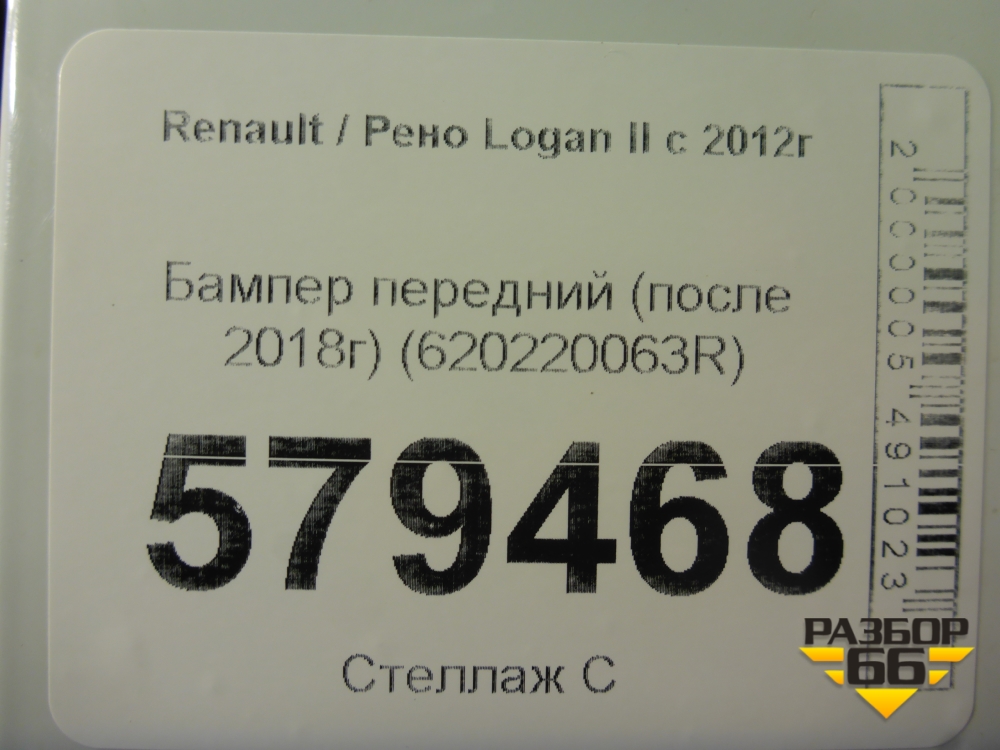 Renault / Рено Logan II с 2012г
Бампер передний (после
2018г) (620220063R)
579468
Стеллаж С
2000005491023
РАЗБОР
66